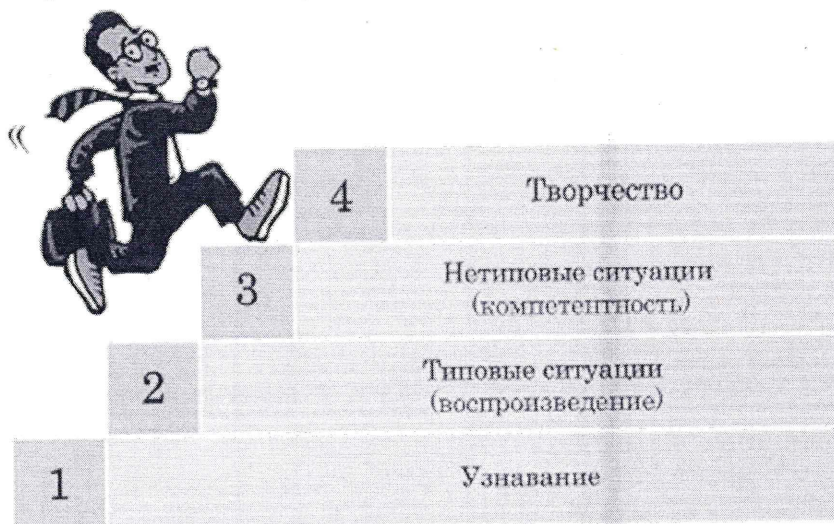 «
4 Творчество
3 Нетиповые ситуации
(компетентность)
2 Типовые ситуации
(воспроизведение)
1 Узнавание